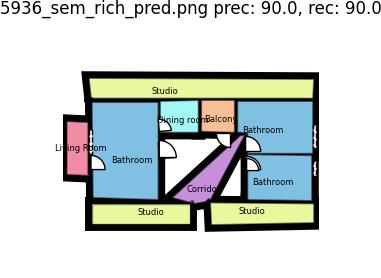 5936_sem_rich_pred.png prec: 90.0, rec: 90.0
Studio
Dining room
Balcony
Bathroom
Living Room
Bathroom
Bathroom
Corrido
Studio
Studio